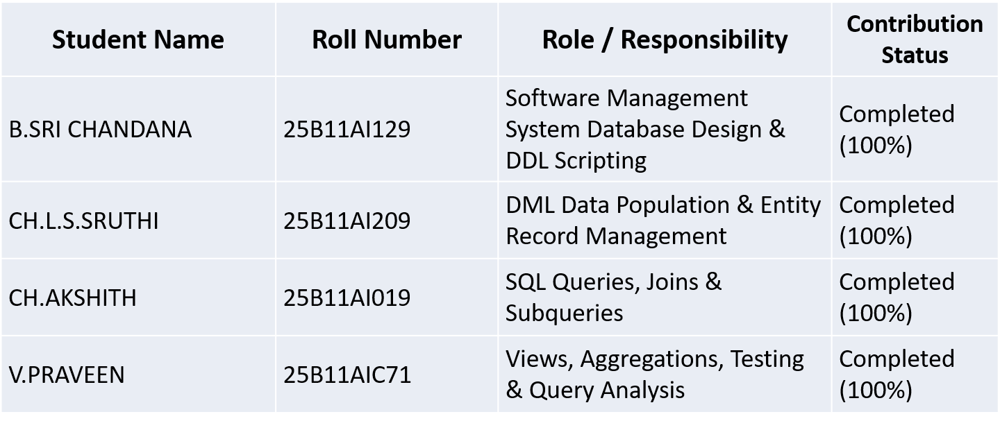 Student Name
Roll Number
Role / Responsibility
Contribution
Status
B.SRI CHANDANA
25B11AI129
Software Management
System Database Design &
DDL Scripting
Completed
(100%)
CH.L.S.SRUTHI
25B11AI209
DML Data Population & Entity
Record Management
Completed
(100%)
CH.AKSHITH
25B11AI019
SQL Queries, Joins &
Subqueries
Completed
(100%)
V.PRAVEEN
25B11AIC71
Views, Aggregations, Testing
& Query Analysis
Completed
(100%)